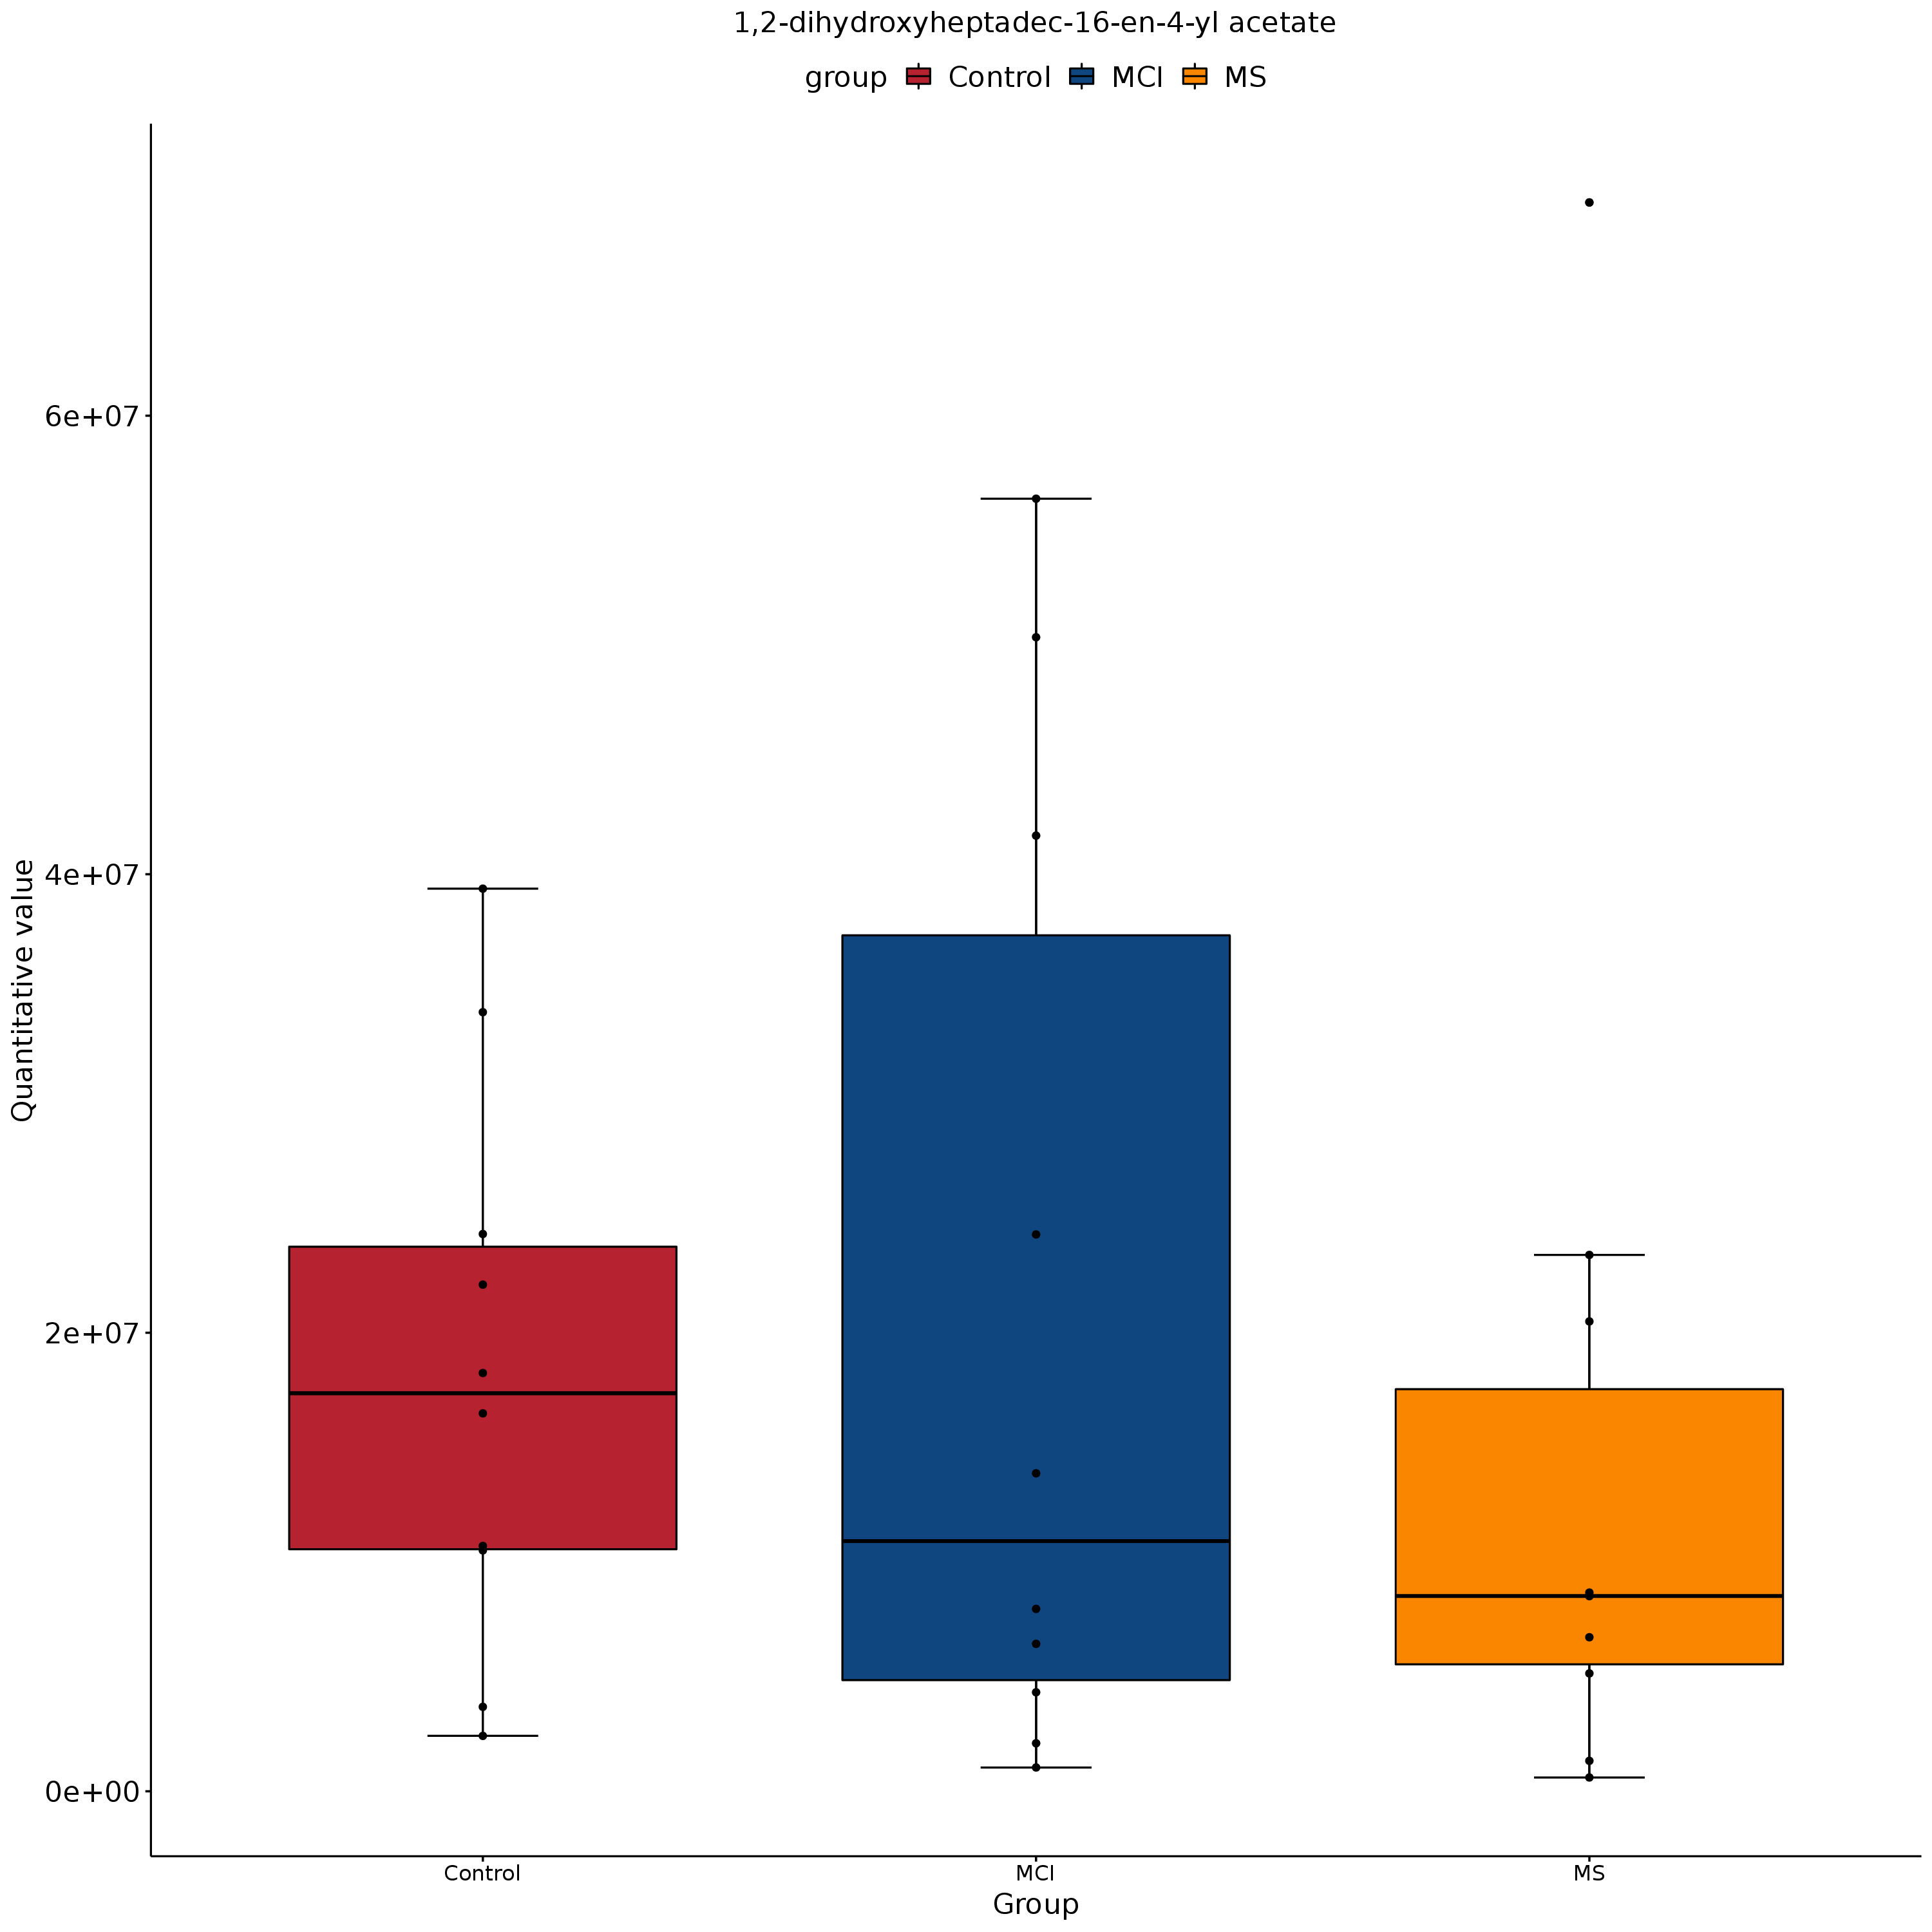 1,2-dihydroxyheptadec-16-en-4-yl acetate
group Control MCI MS
Quantitative value
6e+07
4e+07
2e+07
0e+00
Control MCI MS
Group